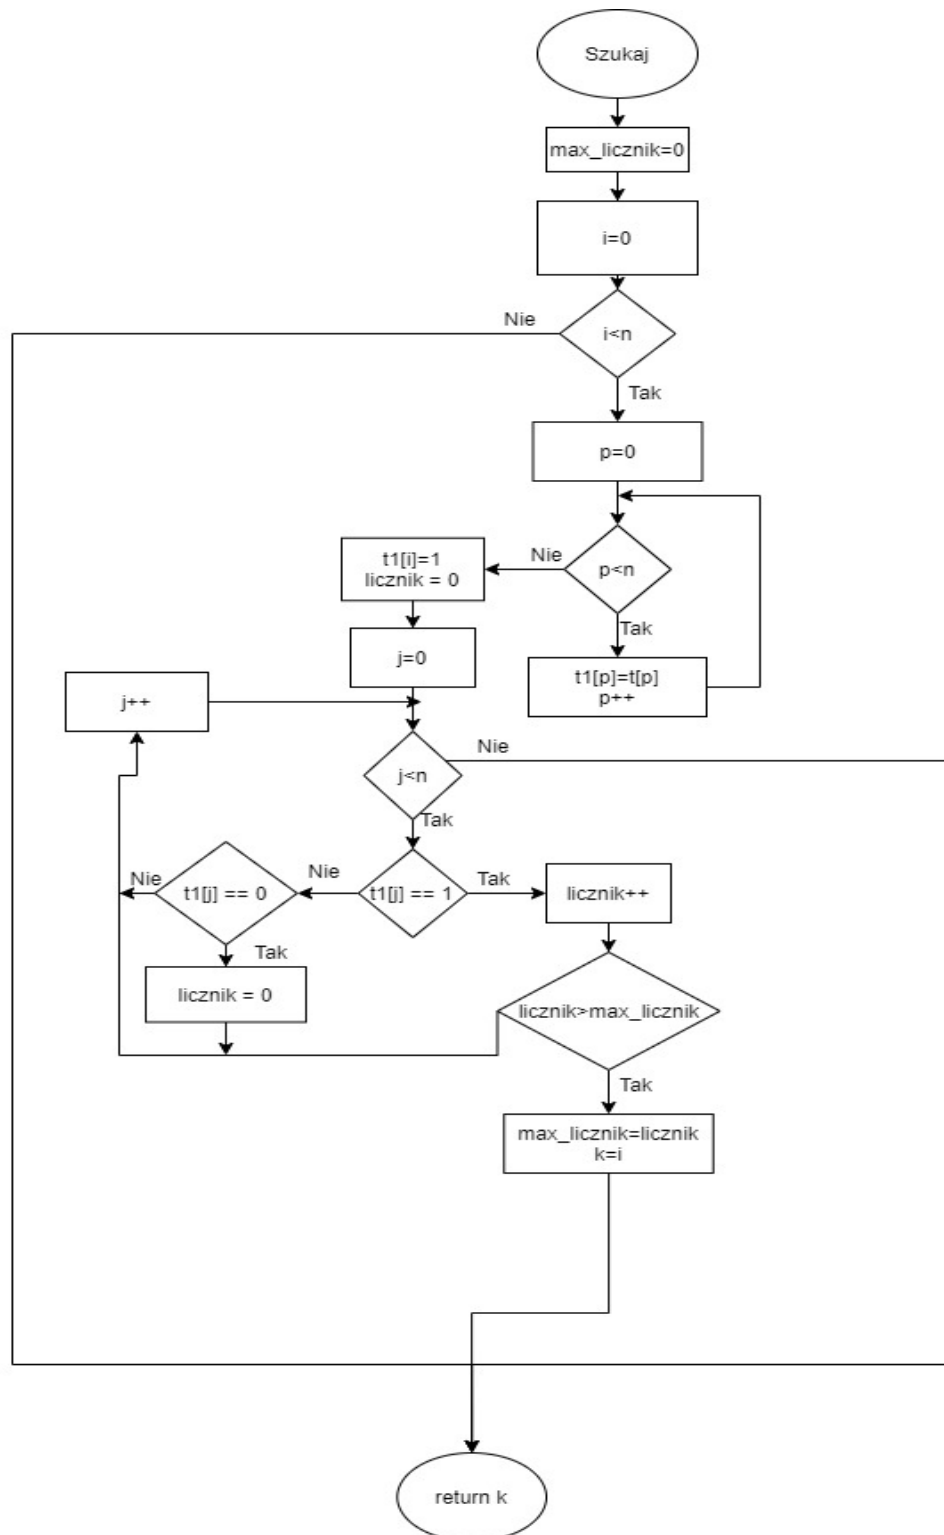 Szukaj
max_licznik=0
i=0
Nie
i<n
Tak
p=0
t1[i]=1
licznik = 0
Nie
p<n
Tak
j=0
t1[p]=t[p]
p++
j++
Nie
j<n
Tak
Nie
t1[j] == 0
Nie
t1[j] == 1
Tak
licznik++
Tak
licznik = 0
licznik>max_licznik
Tak
max_licznik=licznik
k=i
return k